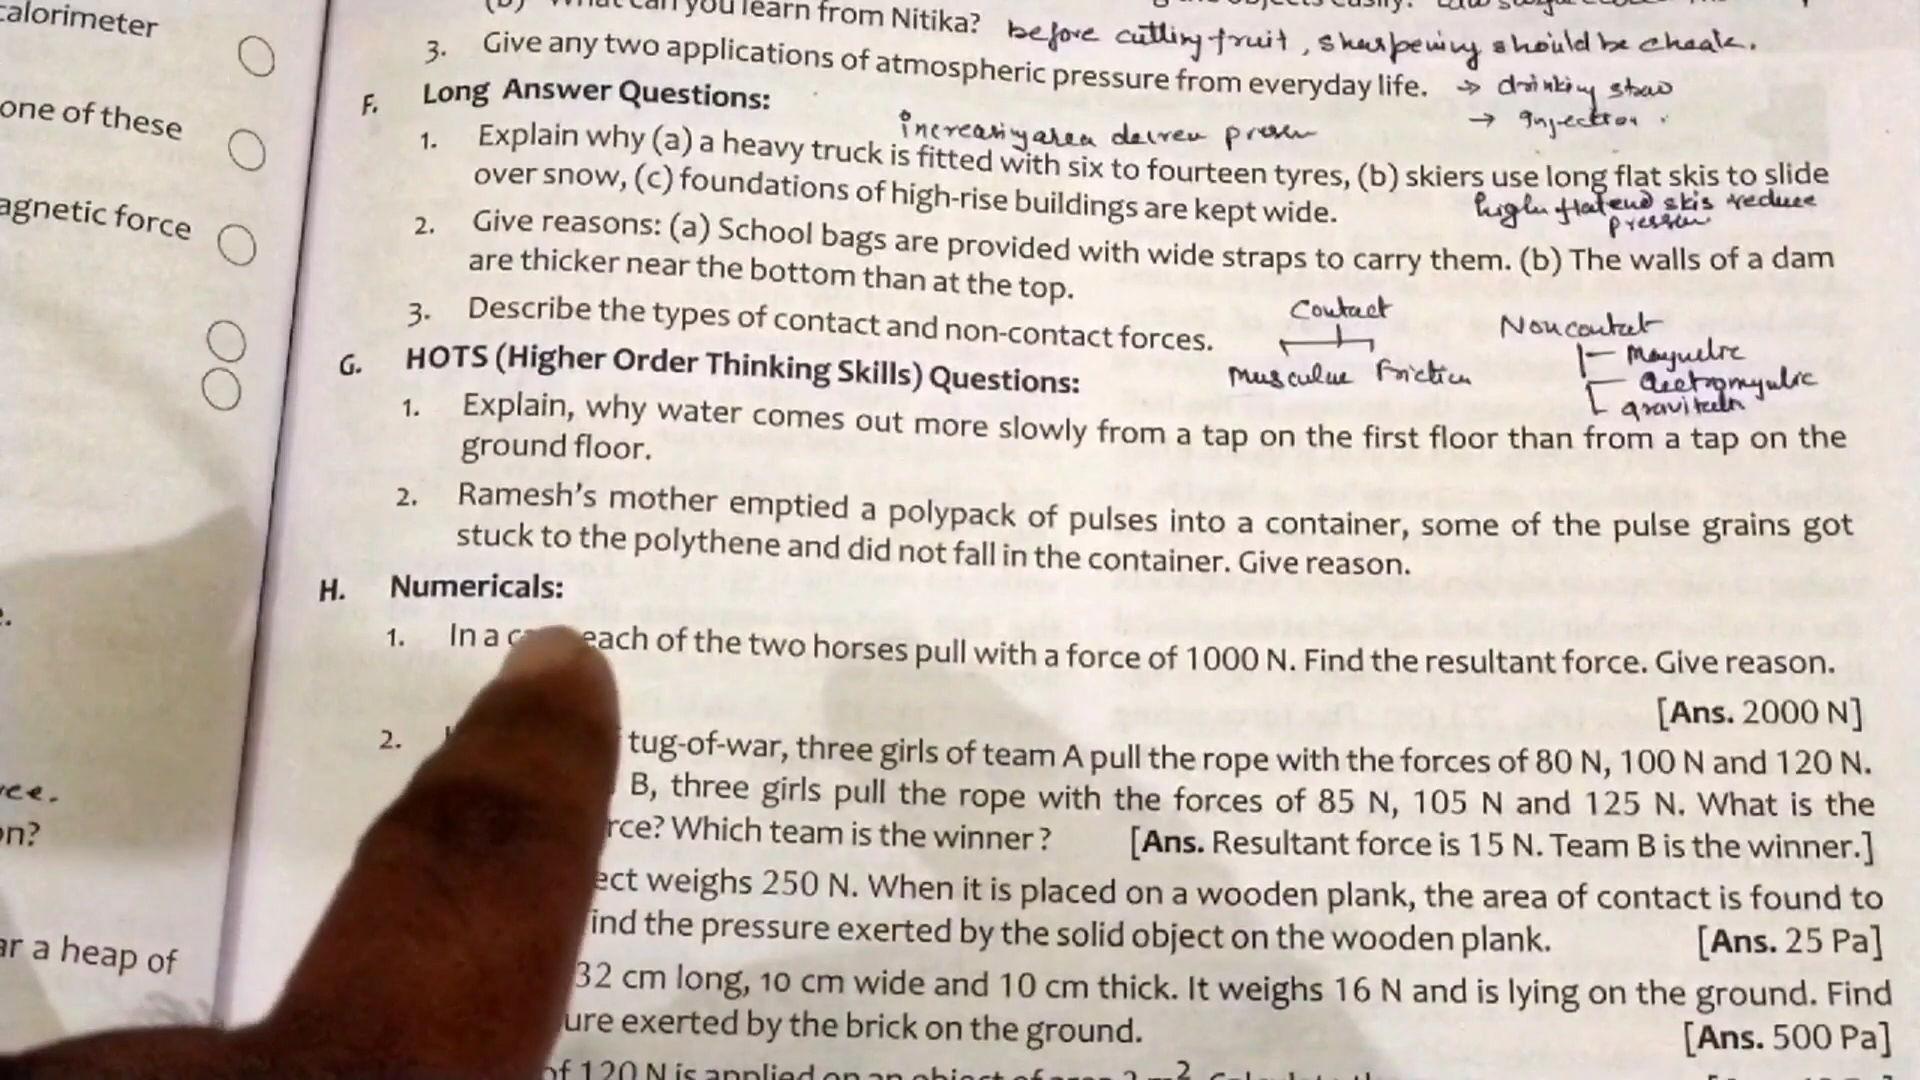 calorimeter
one of these
agnetic force
ee.
on?
ar a heap of
you learn from Nitika? before cutting fruit, sharpening should be cheak.
3. Give any two applications of atmospheric pressure from everyday life. → drinking straw
→ Injection.
F. Long Answer Questions:
1. Explain why (a) a heavy truck is fitted with six to fourteen tyres, (b) skiers use long flat skis to slide
over snow, (c) foundations of high-rise buildings are kept wide.
skis reduce
2. Give reasons: (a) School bags are provided with wide straps to carry them. (b) The walls of a dam
are thicker near the bottom than at the top.
3. Describe the types of contact and non-contact forces.
Contact
friction
G. HOTS (Higher Order Thinking Skills) Questions:
1. Explain, why water comes out more slowly from a tap on the first floor than from a tap on the
ground floor.
2. Ramesh's mother emptied a polypack of pulses into a container, some of the pulse grains got
stuck to the polythene and did not fall in the container. Give reason.
H. Numericals:
1. In a each of the two horses pull with a force of 1000 N. Find the resultant force. Give reason.
[Ans. 2000 N]
2. tug-of-war, three girls of team A pull the rope with the forces of 80 N, 100 N and 120 N.
B, three girls pull the rope with the forces of 85 N, 105 N and 125 N. What is the
rce? Which team is the winner? [Ans. Resultant force is 15 N. Team B is the winner.]
ect weighs 250 N. When it is placed on a wooden plank, the area of contact is found to
ind the pressure exerted by the solid object on the wooden plank. [Ans. 25 Pa]
32 cm long, 10 cm wide and 10 cm thick. It weighs 16 N and is lying on the ground. Find
ure exerted by the brick on the ground. [Ans. 500 Pa]
of 120 N is applied on an object of area 2 m²